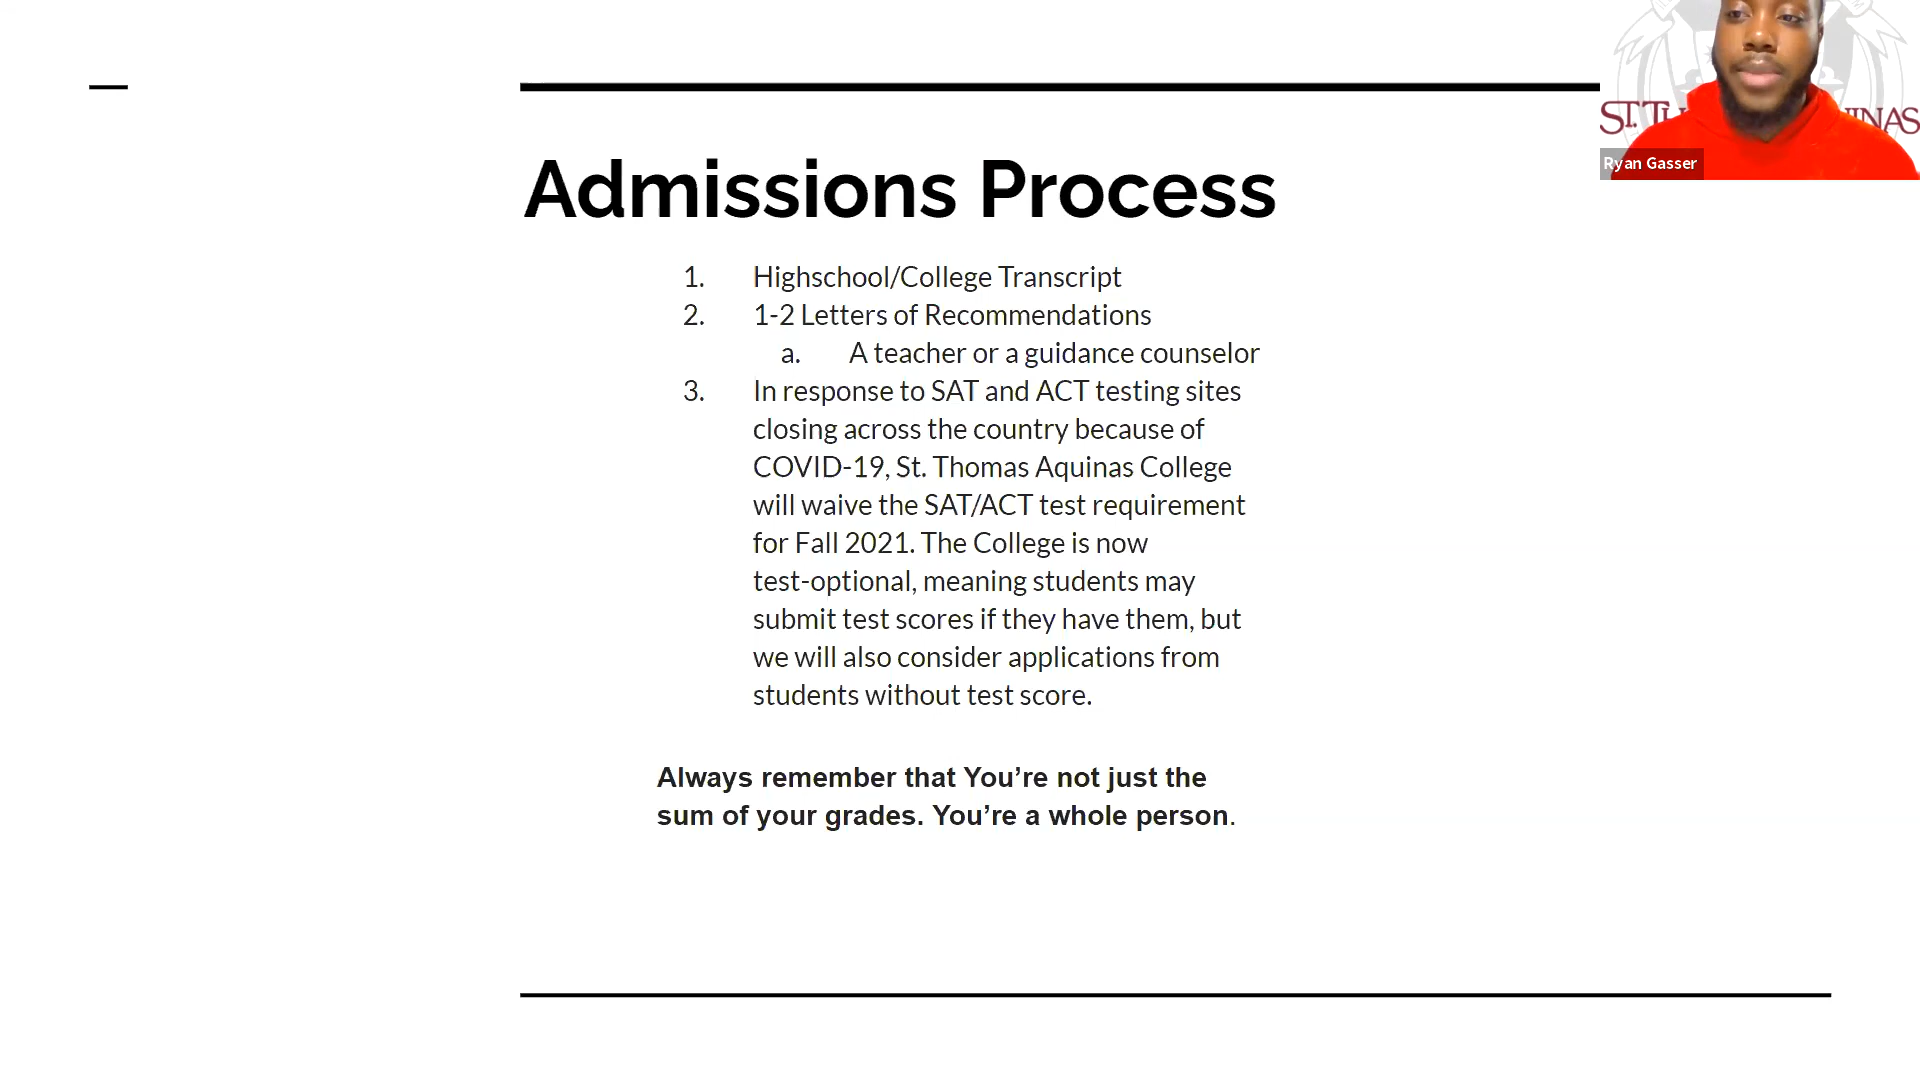 Admissions Process
1. Highschool/College Transcript
2. 1-2 Letters of Recommendations
a. A teacher or a guidance counselor
3. In response to SAT and ACT testing sites
closing across the country because of
COVID-19, St. Thomas Aquinas College
will waive the SAT/ACT test requirement
for Fall 2021. The College is now
test-optional, meaning students may
submit test scores if they have them, but
we will also consider applications from
students without test score.
Always remember that You’re not just the
sum of your grades. You’re a whole person.
ST.
Ryan Gasser